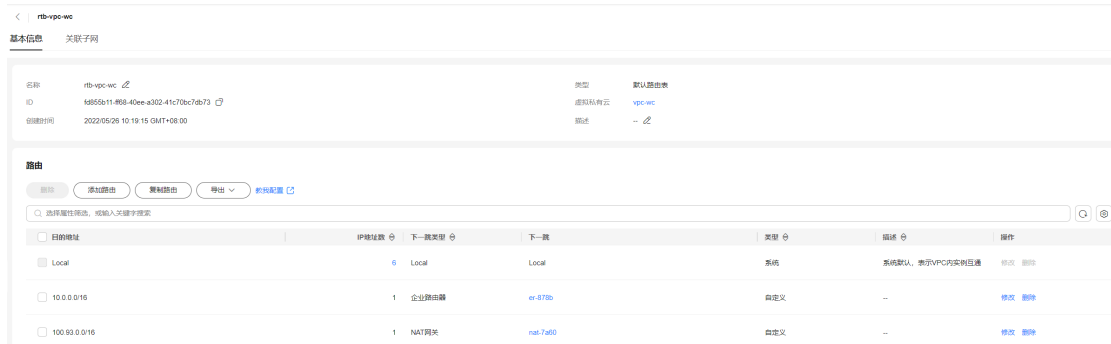 rtb-vpc-wc
基本信息 关联子网
名称 rtb-vpc-wc 类型 默认路由表
ID fd855b11-ff68-40ee-a302-41c70bc7db73 虚拟私有云 vpc-wc
创建时间 2022/05/26 10:19:15 GMT+08:00 描述 --
路由
删除 添加路由 复制路由 导出 教我配置
选择属性筛选，或输入关键字搜索
目的地址 IP地址数 下一跳类型 下一跳 类型 描述 操作
Local 6 Local Local 系统 系统默认，表示VPC内实例互通 修改 删除
10.0.0.0/16 1 企业路由器 er-878b 自定义 -- 修改 删除
100.93.0.0/16 1 NAT网关 nat-7a60 自定义 -- 修改 删除